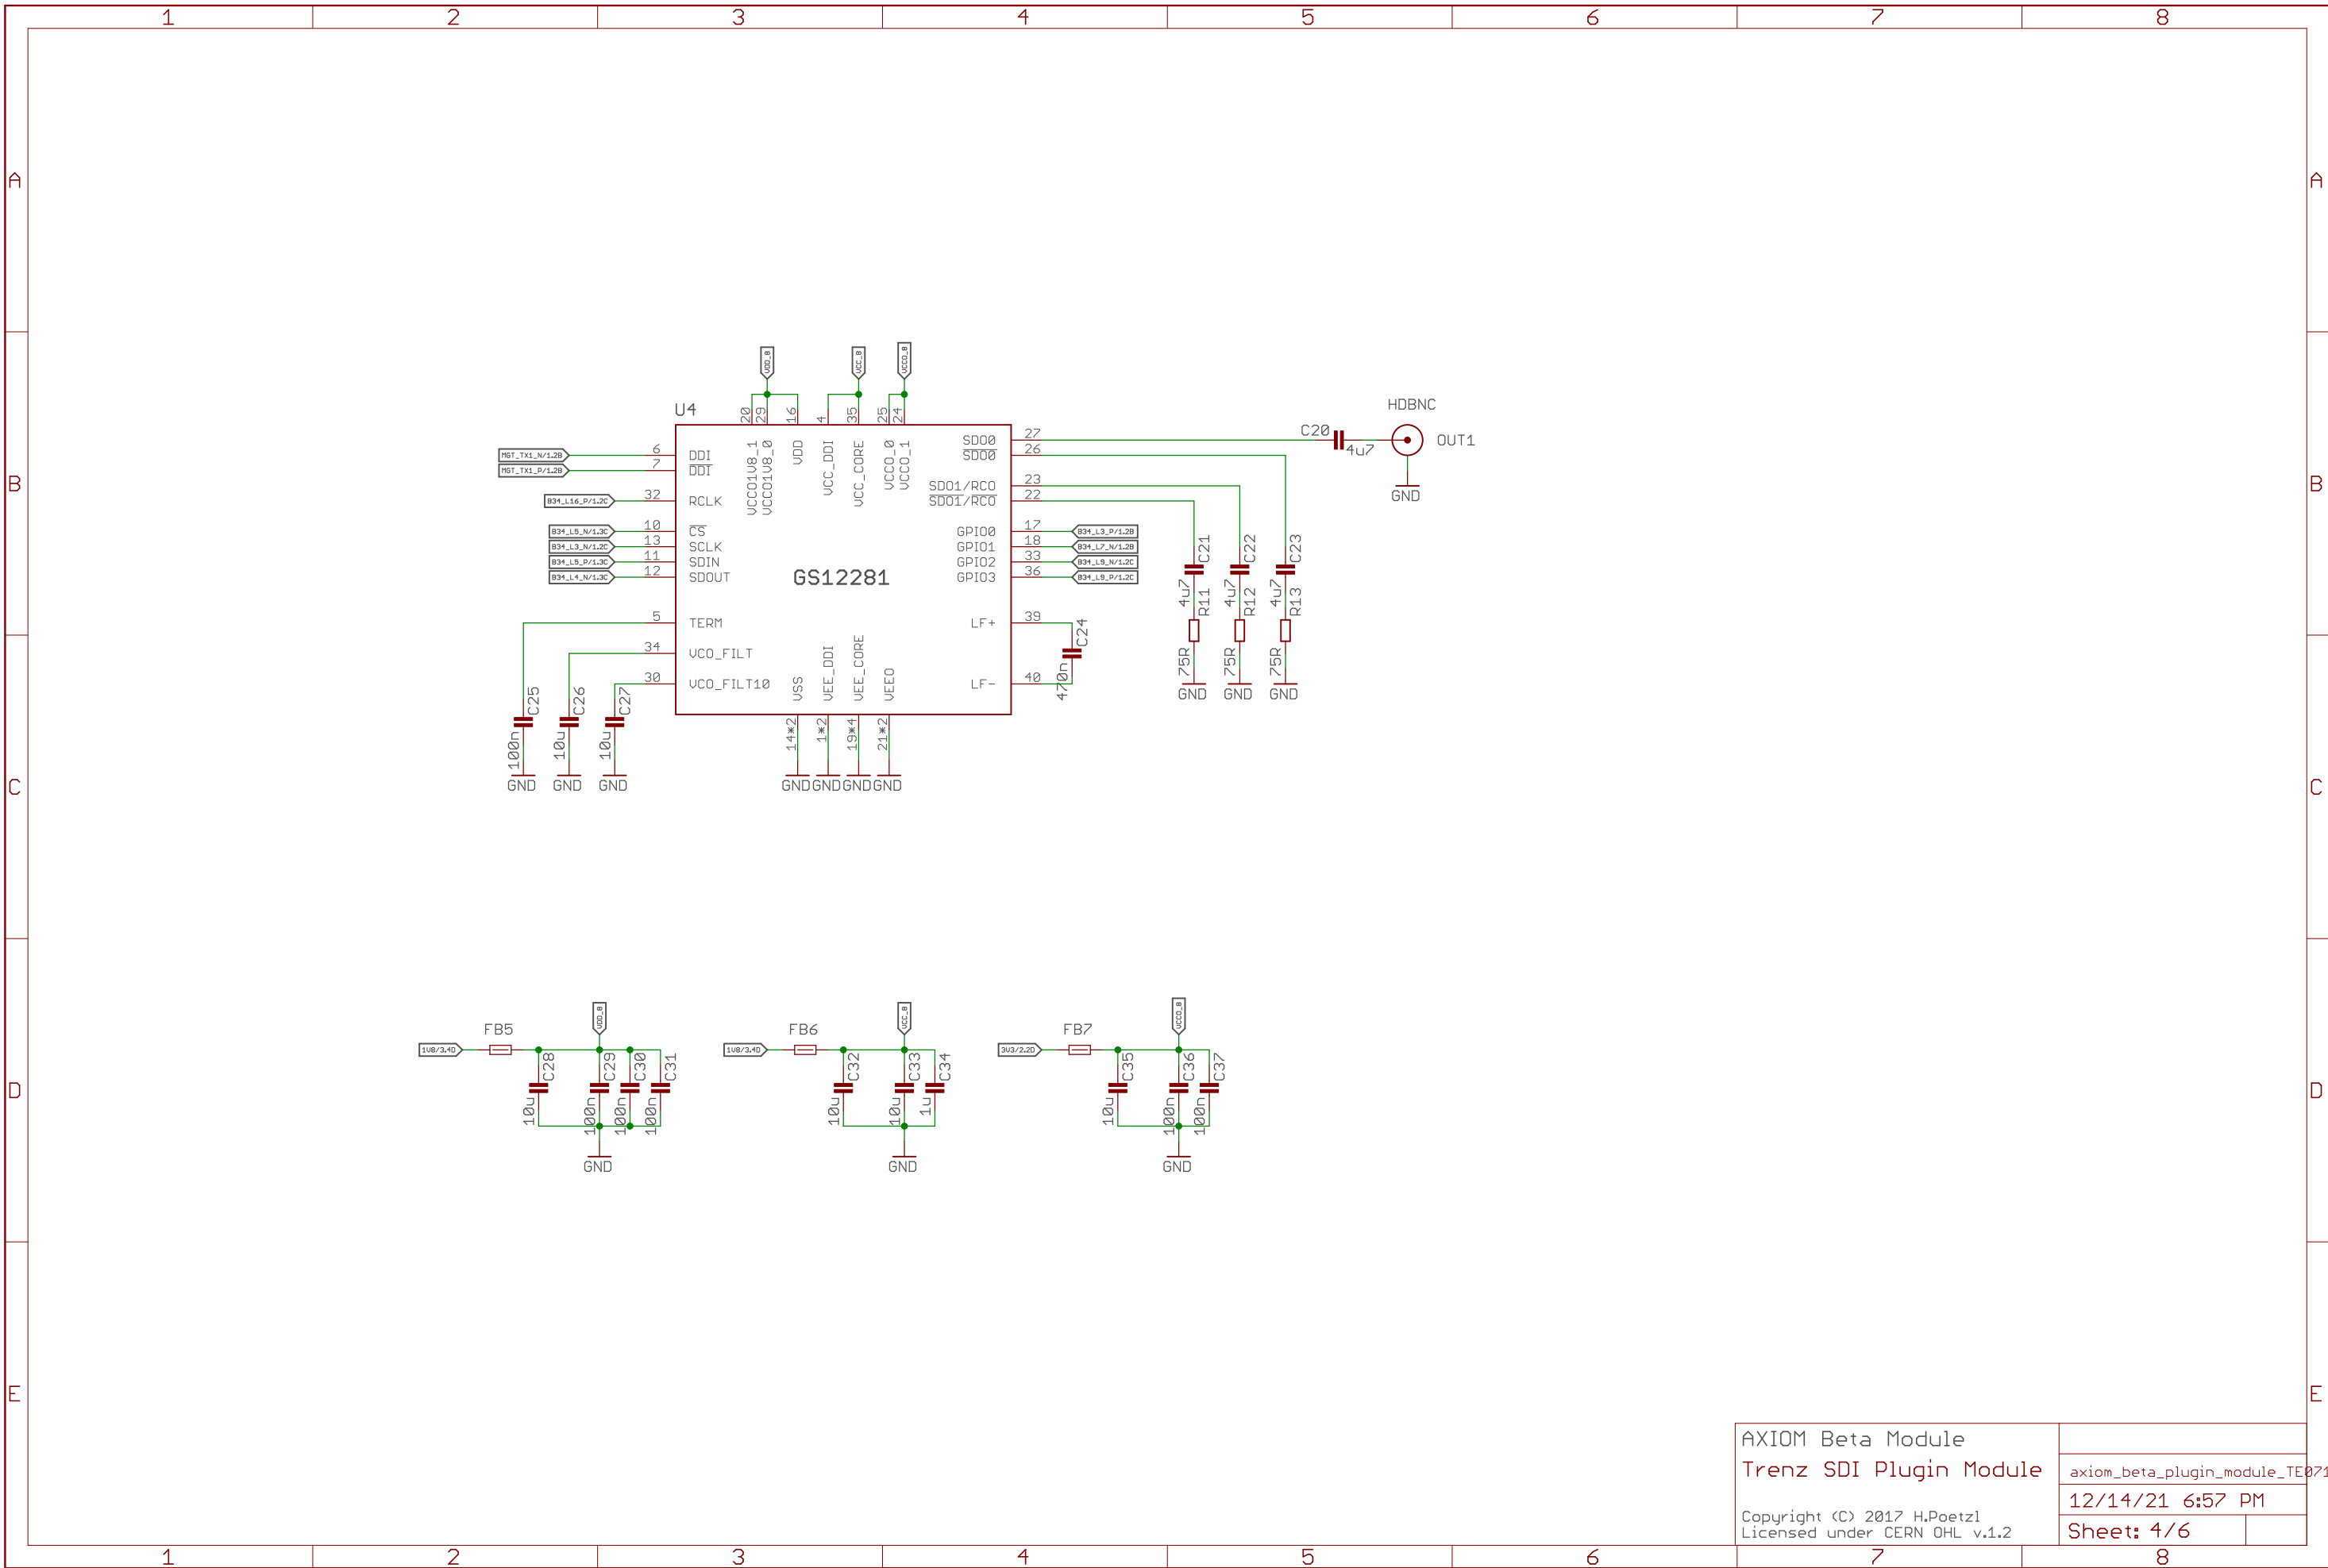 1 2 3 4 5 6 7 8
A A
VDD_B VCC_B VCCO_B
U4
20 29 16 4 35 25 24
HDBNC
C20
4u7
OUT1
GND
VCCO1V8_1 VCCO1V8_0 VDD VCC_DDI VCC_CORE VCCO_0 VCCO_1
MGT_TX1_N/1.2B 6 DDI
MGT_TX1_P/1.2B 7 DDI
B34_L16_P/1.2C 32 RCLK
B34_L5_N/1.3C 10 CS
B34_L3_N/1.2C 13 SCLK
B34_L5_P/1.3C 11 SDIN
B34_L4_N/1.3C 12 SDOUT
5 TERM
34 VCO_FILT
30 VCO_FILT10
GS12281
SDO0 27
SDO0 26
SDO1/RCO 23
SDO1/RCO 22
GPIO0 17 B34_L3_P/1.2B
GPIO1 18 B34_L7_N/1.2B
GPIO2 33 B34_L9_N/1.2C
GPIO3 36 B34_L9_P/1.2C
LF+ 39
LF- 40
C24
470n
B B
C21 C22 C23
4u7 4u7 4u7
R11 R12 R13
75R 75R 75R
GND GND GND
VSS VEE_DDI VEE_CORE VEEO
14*2 1*2 19*4 21*2
GND GND GND GND
C25 C26 C27
100n 10u 10u
GND GND GND
C C
1V8/3.4D FB5 VDD_B
C28 C29 C30 C31
10u 100n 100n 100n
GND
1V8/3.4D FB6 VCC_B
C32 C33 C34
10u 10u 1u
GND
3V3/2.2D FB7 VCCO_B
C35 C36 C37
10u 100n 100n
GND
D D
E E
AXIOM Beta Module
Trenz SDI Plugin Module
Copyright (C) 2017 H.Poetzl
Licensed under CERN OHL v.1.2
axiom_beta_plugin_module_TE071
12/14/21 6:57 PM
Sheet: 4/6
1 2 3 4 5 6 7 8